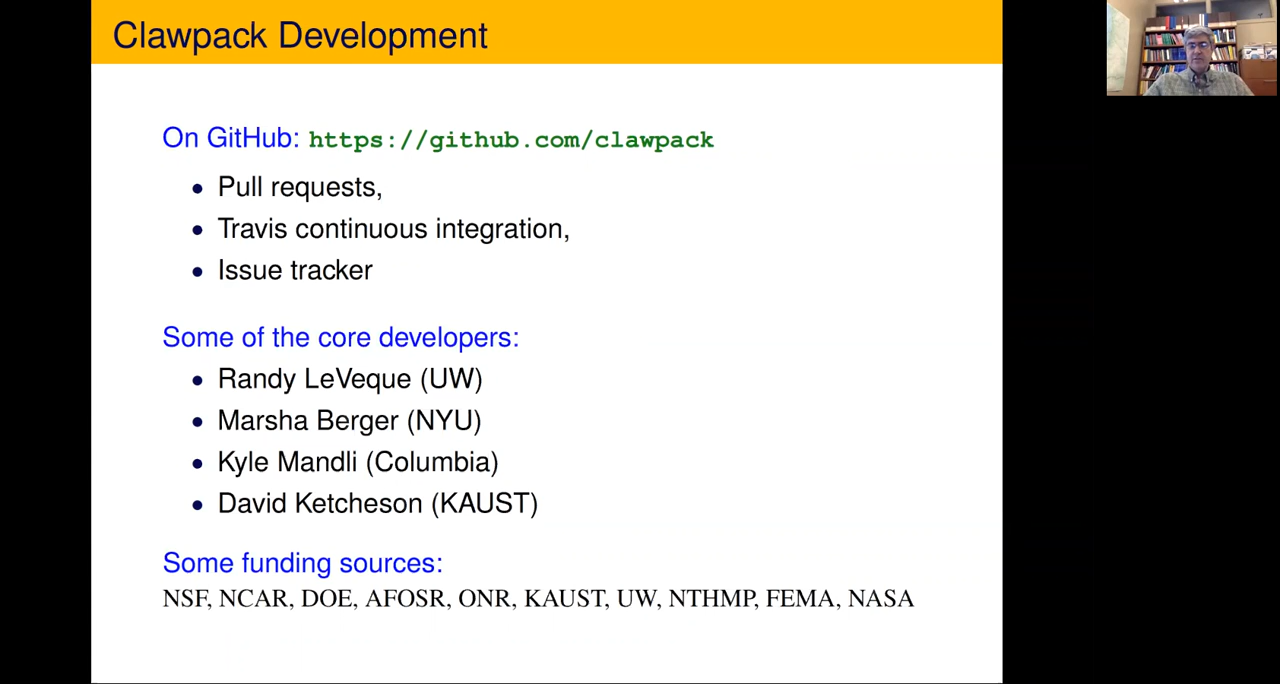 Clawpack Development
On GitHub: https://github.com/clawpack
• Pull requests,
• Travis continuous integration,
• Issue tracker
Some of the core developers:
• Randy LeVeque (UW)
• Marsha Berger (NYU)
• Kyle Mandli (Columbia)
• David Ketcheson (KAUST)
Some funding sources:
NSF, NCAR, DOE, AFOSR, ONR, KAUST, UW, NTHMP, FEMA, NASA